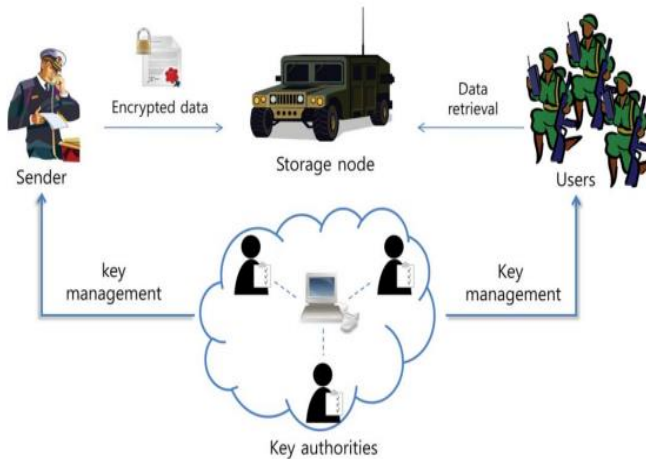 Encrypted data
Data
retrieval
Sender
Storage node
Users
key
management
Key
management
Key authorities